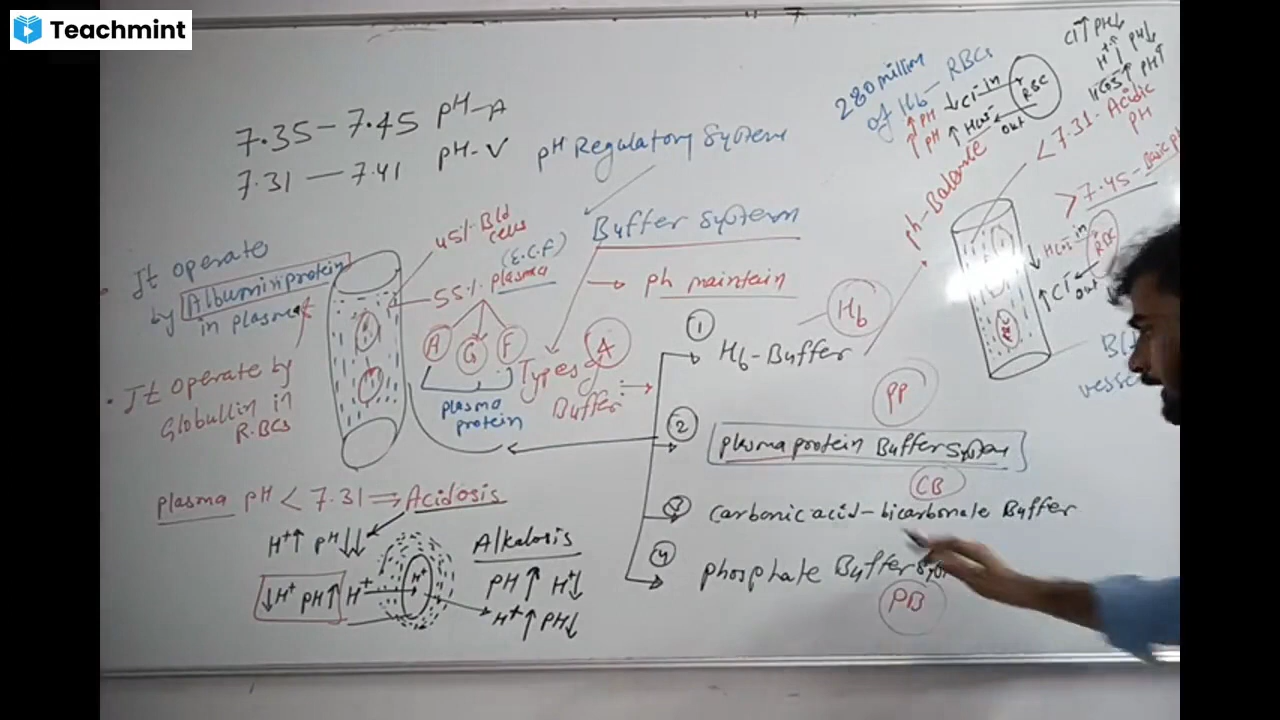 Teachmint
7.35 - 7.45 pH-A
7.31 — 7.41 pH-V
pH Regulatory System
Buffer System
→ ph maintain
It operate
by Albuminprotein
in plasma
It operate by
Globullin in
R.BCs
45% Bld
cells
(E.C.F)
55% plasma
A G F
plasma
protein
Types of
Buffer
A
1
Hb-Buffer
Hb
PP
2
plasma protein Buffer System
CB
3
Carbonic acid-bicarbonate Buffer
4
phosphate Buffer
PB
plasma pH < 7.31 ⇒ Acidosis
H+↑ pH↓↓
↓H+ PH↑ H+
H+
Alkalosis
PH↑ H+↓
H+↑ PH↓
280 million
of Hb - RBCs
↓Cl- in
RBC
↑PH
↑PH
↑ HCO3-
out
Cl-↑ PH↓
H+↑ PH↓
HCO3-↑ PH↑
ph-Balance
< 7.31- Acidic
PH
> 7.45-Basic
HCO3- in
RBC
↑Cl- out